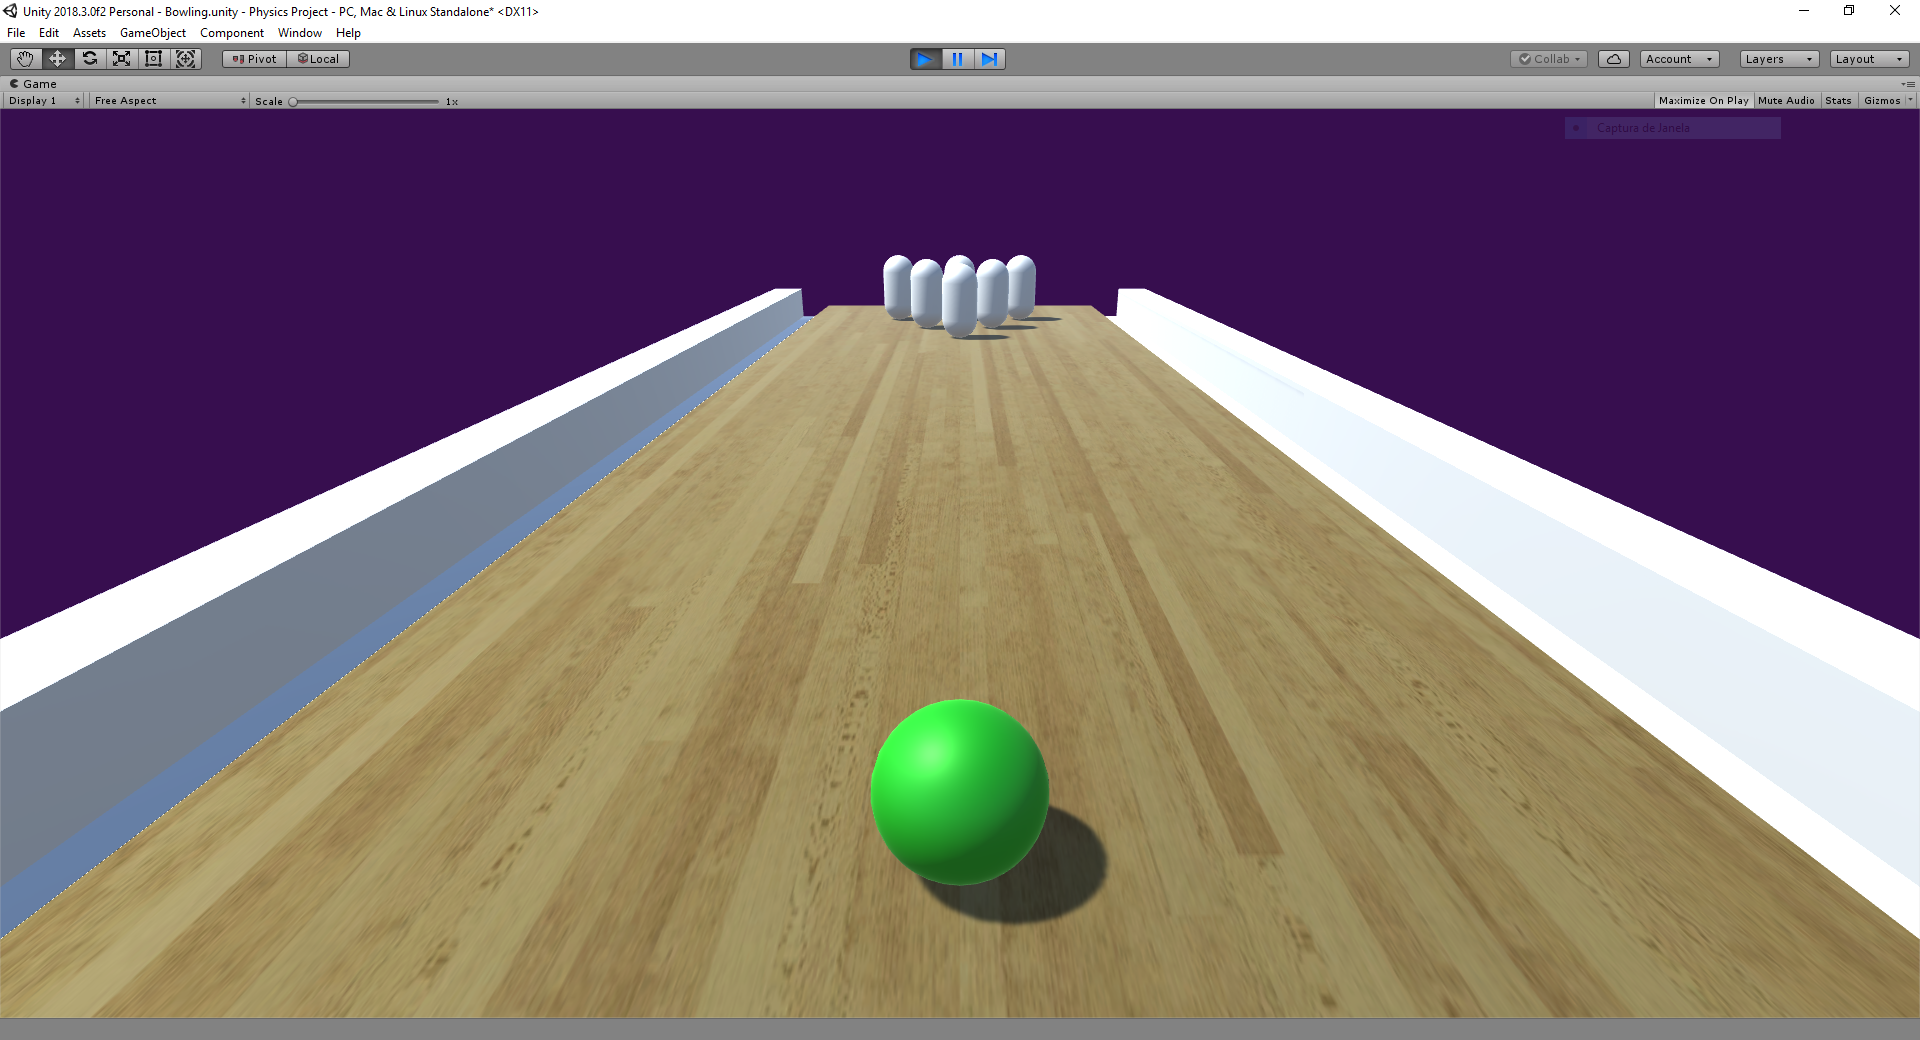 Unity 2018.3.0f2 Personal - Bowling.unity - Physics Project - PC, Mac & Linux Standalone* <DX11>
File Edit Assets GameObject Component Window Help
Pivot Local Collab Account Layers Layout
Game
Display 1 Free Aspect Scale 1x Maximize On Play Mute Audio Stats Gizmos
Captura de Janela